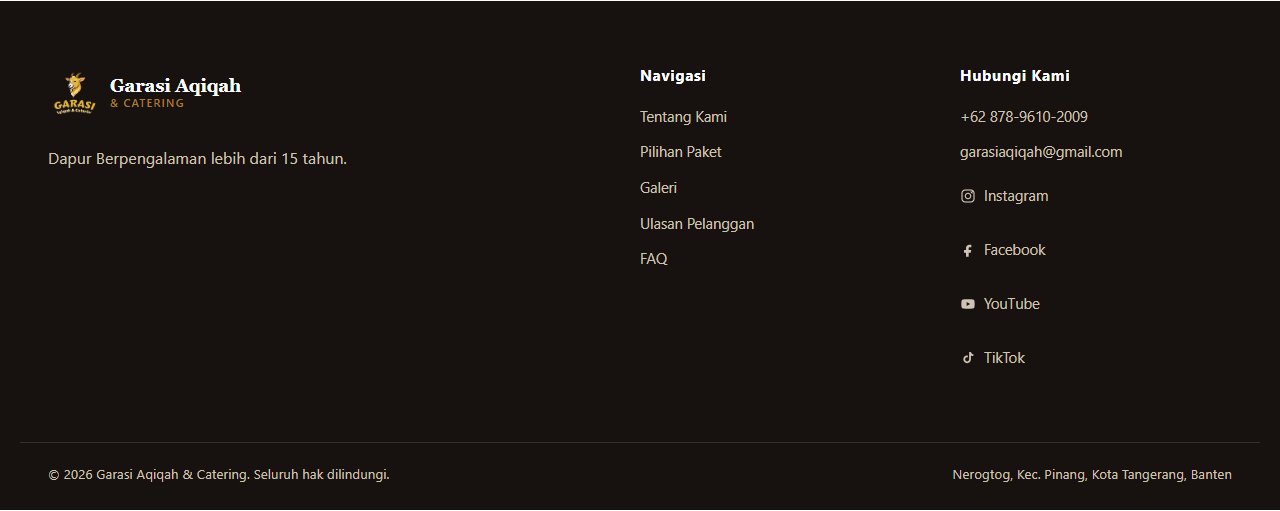 GARASI
Aqiqah & Catering
Garasi Aqiqah
& CATERING
Dapur Berpengalaman lebih dari 15 tahun.
Navigasi
Tentang Kami
Pilihan Paket
Galeri
Ulasan Pelanggan
FAQ
Hubungi Kami
+62 878-9610-2009
garasiaqiqah@gmail.com
Instagram
Facebook
YouTube
TikTok
© 2026 Garasi Aqiqah & Catering. Seluruh hak dilindungi.
Nerogtog, Kec. Pinang, Kota Tangerang, Banten